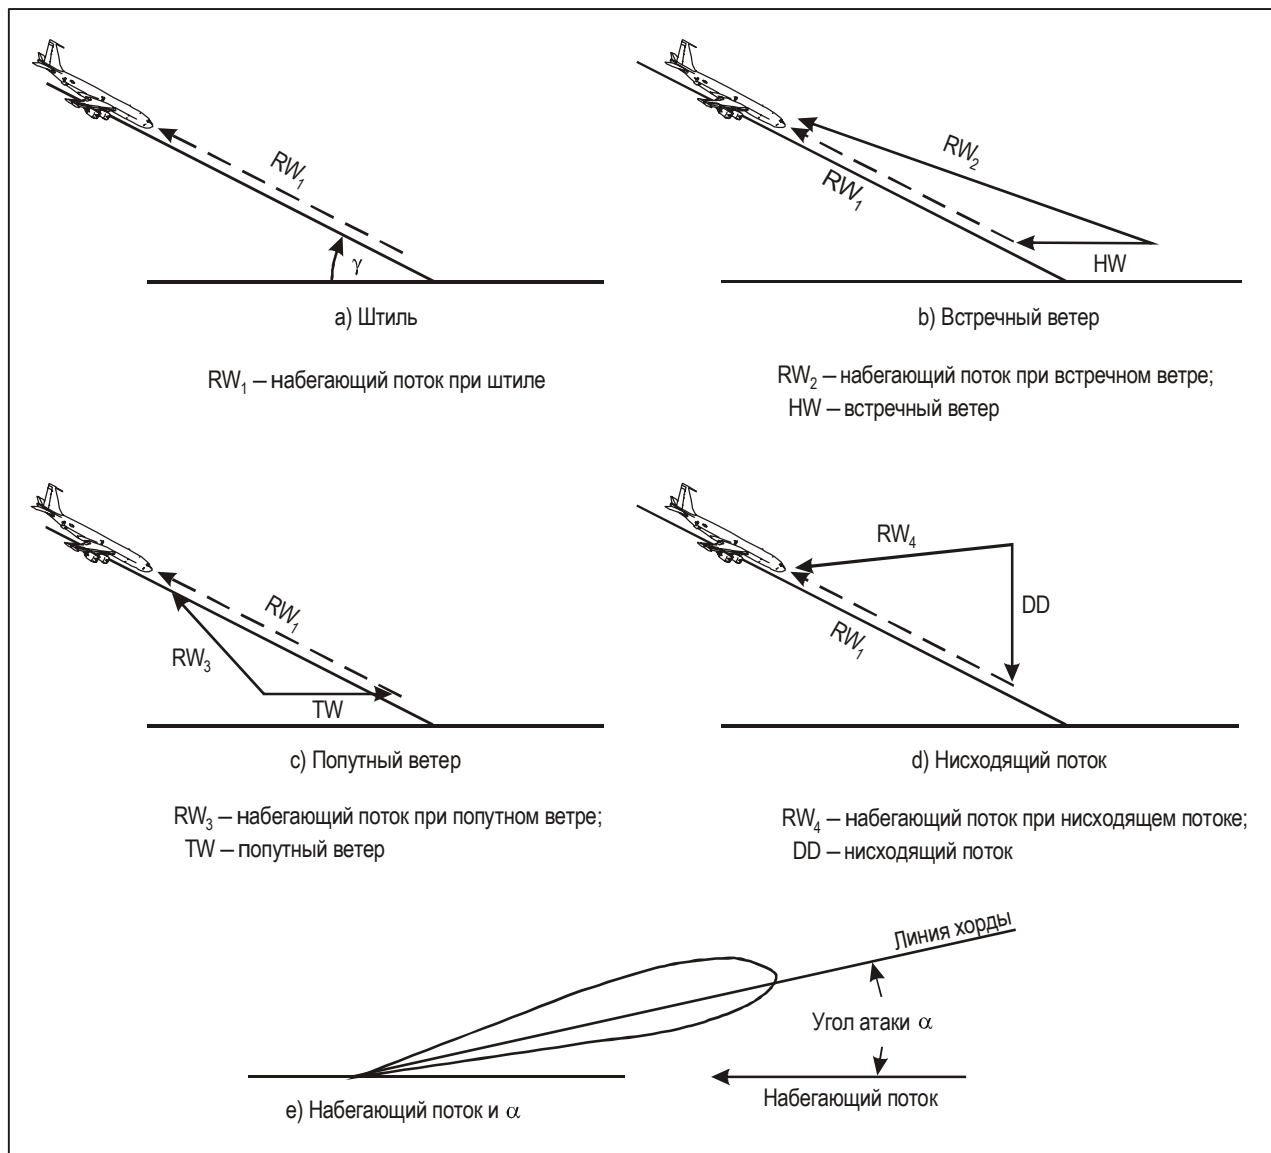 RW₁
γ
a) Штиль
RW₁ – набегающий поток при штиле
RW₂
RW₁
HW
b) Встречный ветер
RW₂ – набегающий поток при встречном ветре;
HW – встречный ветер
RW₁
RW₃
TW
c) Попутный ветер
RW₃ – набегающий поток при попутном ветре;
TW – попутный ветер
RW₄
DD
RW₁
d) Нисходящий поток
RW₄ – набегающий поток при нисходящем потоке;
DD – нисходящий поток
Линия хорды
Угол атаки α
Набегающий поток
e) Набегающий поток и α